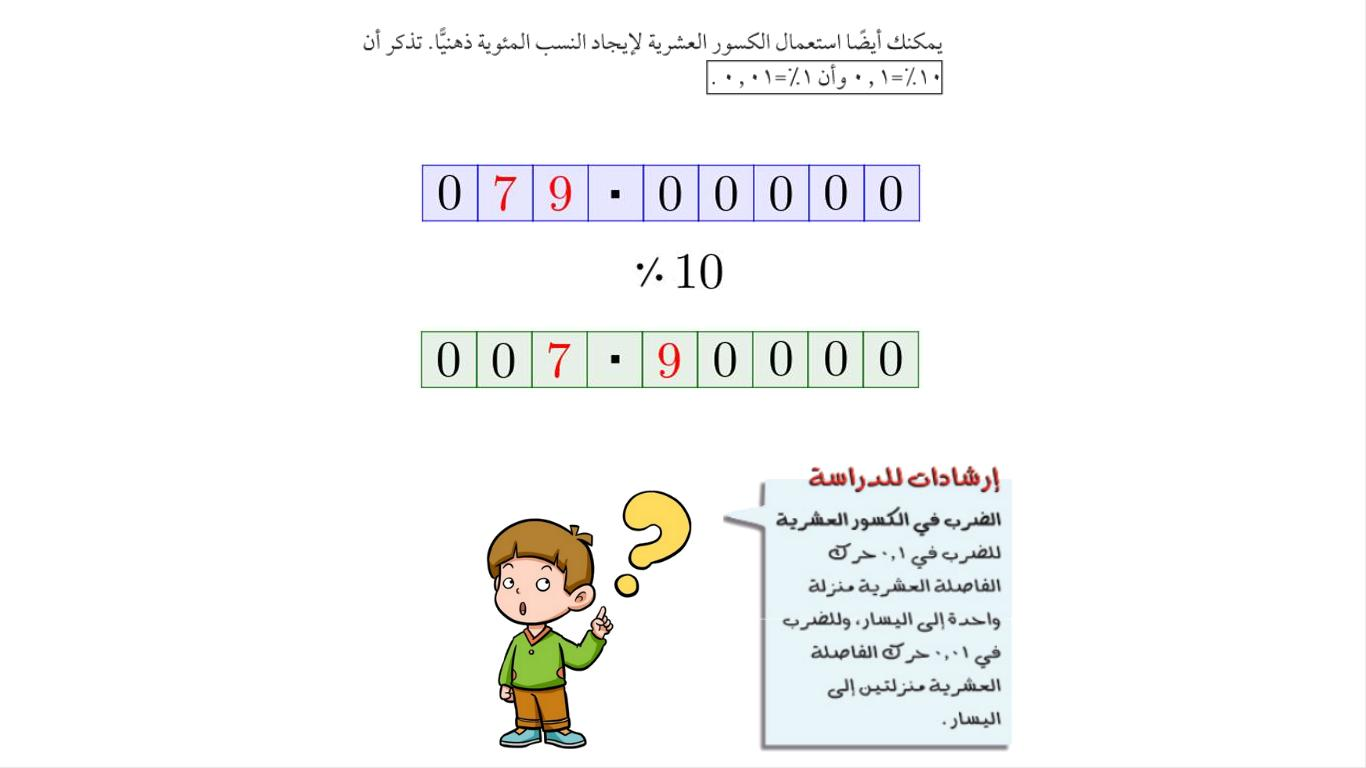 يمكنك أيضًا استعمال الكسور العشرية لإيجاد النسب المئوية ذهنيًّا. تذكر أن
١٠٪=٠,١ وأن ١٪=٠,٠١ .
0 7 9 . 0 0 0 0 0
٪ 10
0 0 7 . 9 0 0 0 0
إرشادات للدراسة
الضرب في الكسور العشرية
للضرب في ٠,١ حرك
الفاصلة العشرية منزلة
واحدة إلى اليسار، وللضرب
في ٠,٠١ حرك الفاصلة
العشرية منزلتين إلى
اليسار.